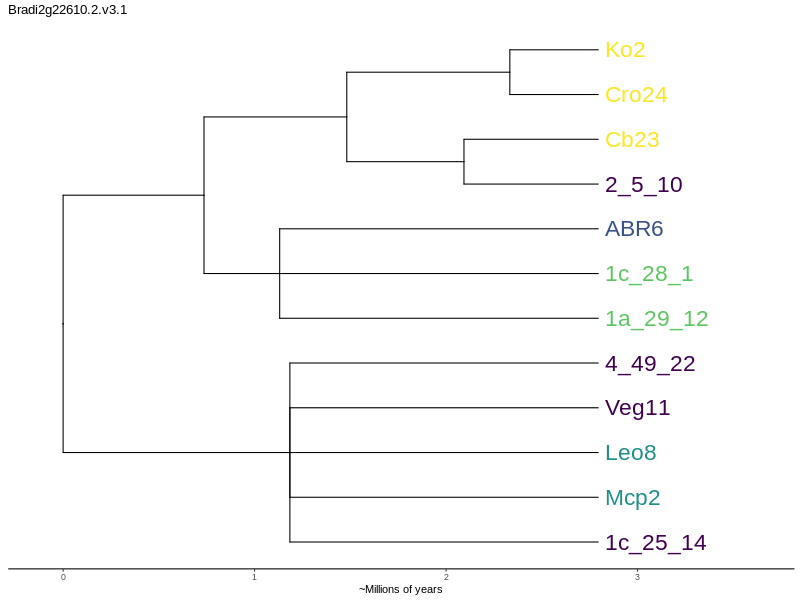 Bradi2g22610.2.v3.1
Ko2
Cro24
Cb23
2_5_10
ABR6
1c_28_1
1a_29_12
4_49_22
Veg11
Leo8
Mcp2
1c_25_14
0 1 2 3
~Millions of years